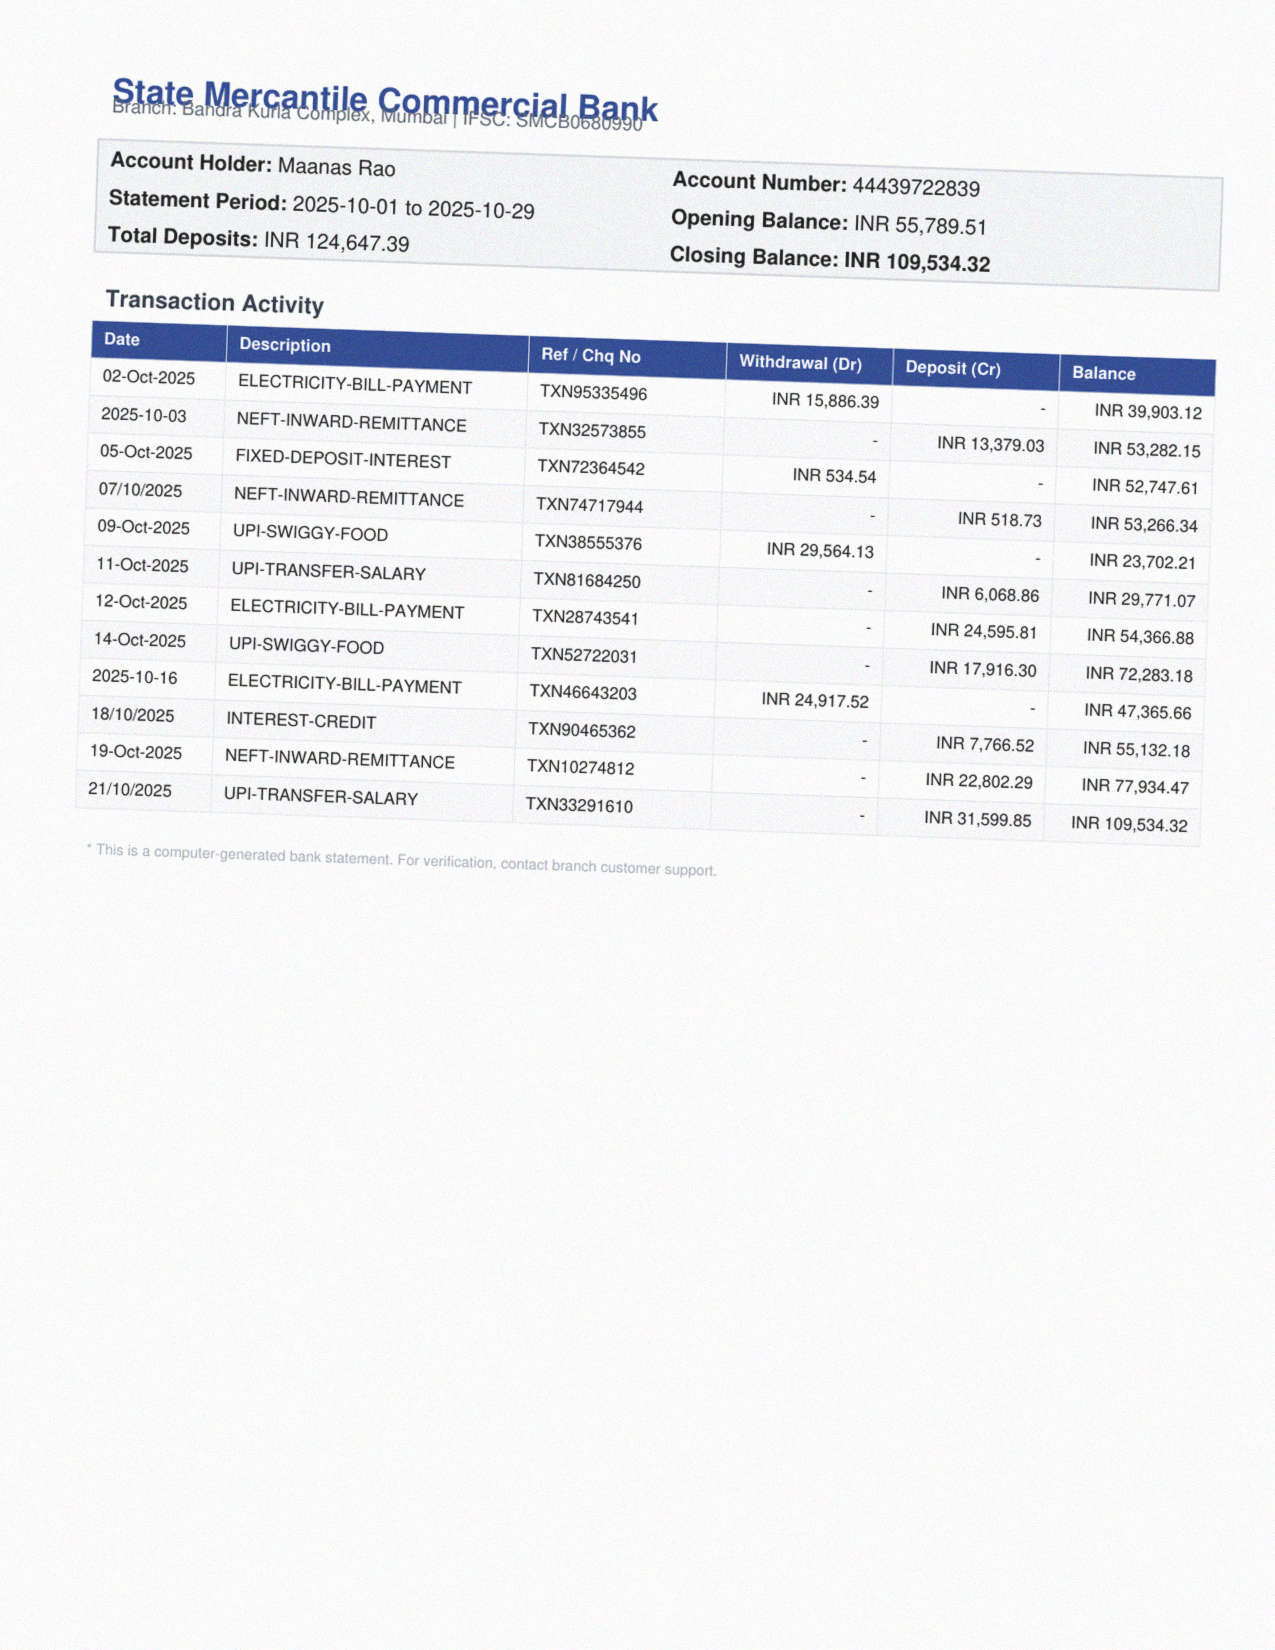 State Mercantile Commercial Bank
Branch: Bandra Kurla Complex, Mumbai | IFSC: SMCB0680990
Account Holder: Maanas Rao Account Number: 44439722839
Statement Period: 2025-10-01 to 2025-10-29 Opening Balance: INR 55,789.51
Total Deposits: INR 124,647.39 Closing Balance: INR 109,534.32
Transaction Activity
Date Description Ref / Chq No Withdrawal (Dr) Deposit (Cr) Balance
02-Oct-2025 ELECTRICITY-BILL-PAYMENT TXN95335496 INR 15,886.39 - INR 39,903.12
2025-10-03 NEFT-INWARD-REMITTANCE TXN32573855 - INR 13,379.03 INR 53,282.15
05-Oct-2025 FIXED-DEPOSIT-INTEREST TXN72364542 INR 534.54 - INR 52,747.61
07/10/2025 NEFT-INWARD-REMITTANCE TXN74717944 - INR 518.73 INR 53,266.34
09-Oct-2025 UPI-SWIGGY-FOOD TXN38555376 INR 29,564.13 - INR 23,702.21
11-Oct-2025 UPI-TRANSFER-SALARY TXN81684250 - INR 6,068.86 INR 29,771.07
12-Oct-2025 ELECTRICITY-BILL-PAYMENT TXN28743541 - INR 24,595.81 INR 54,366.88
14-Oct-2025 UPI-SWIGGY-FOOD TXN52722031 - INR 17,916.30 INR 72,283.18
2025-10-16 ELECTRICITY-BILL-PAYMENT TXN46643203 INR 24,917.52 - INR 47,365.66
18/10/2025 INTEREST-CREDIT TXN90465362 - INR 7,766.52 INR 55,132.18
19-Oct-2025 NEFT-INWARD-REMITTANCE TXN10274812 - INR 22,802.29 INR 77,934.47
21/10/2025 UPI-TRANSFER-SALARY TXN33291610 - INR 31,599.85 INR 109,534.32
* This is a computer-generated bank statement. For verification, contact branch customer support.